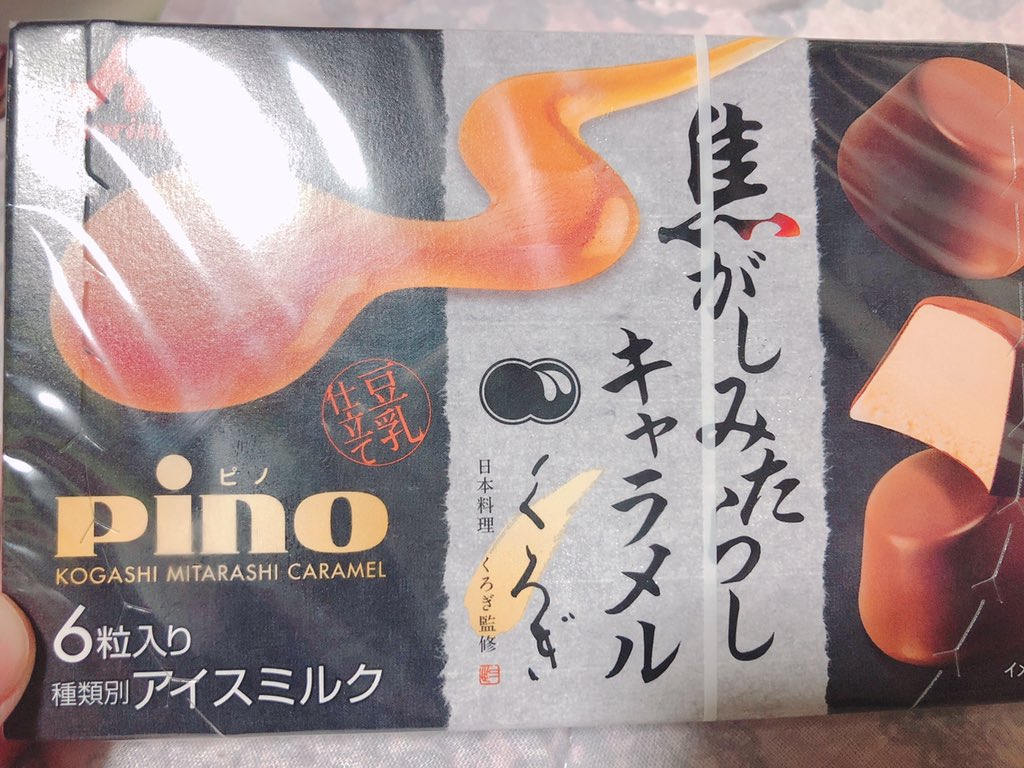 焦がしみたらし
キャラメル
くろぎ
日本料理 くろぎ監修
豆乳
仕立て
ピノ
pino
KOGASHI MITARASHI CARAMEL
6粒入り
種類別 アイスミルク